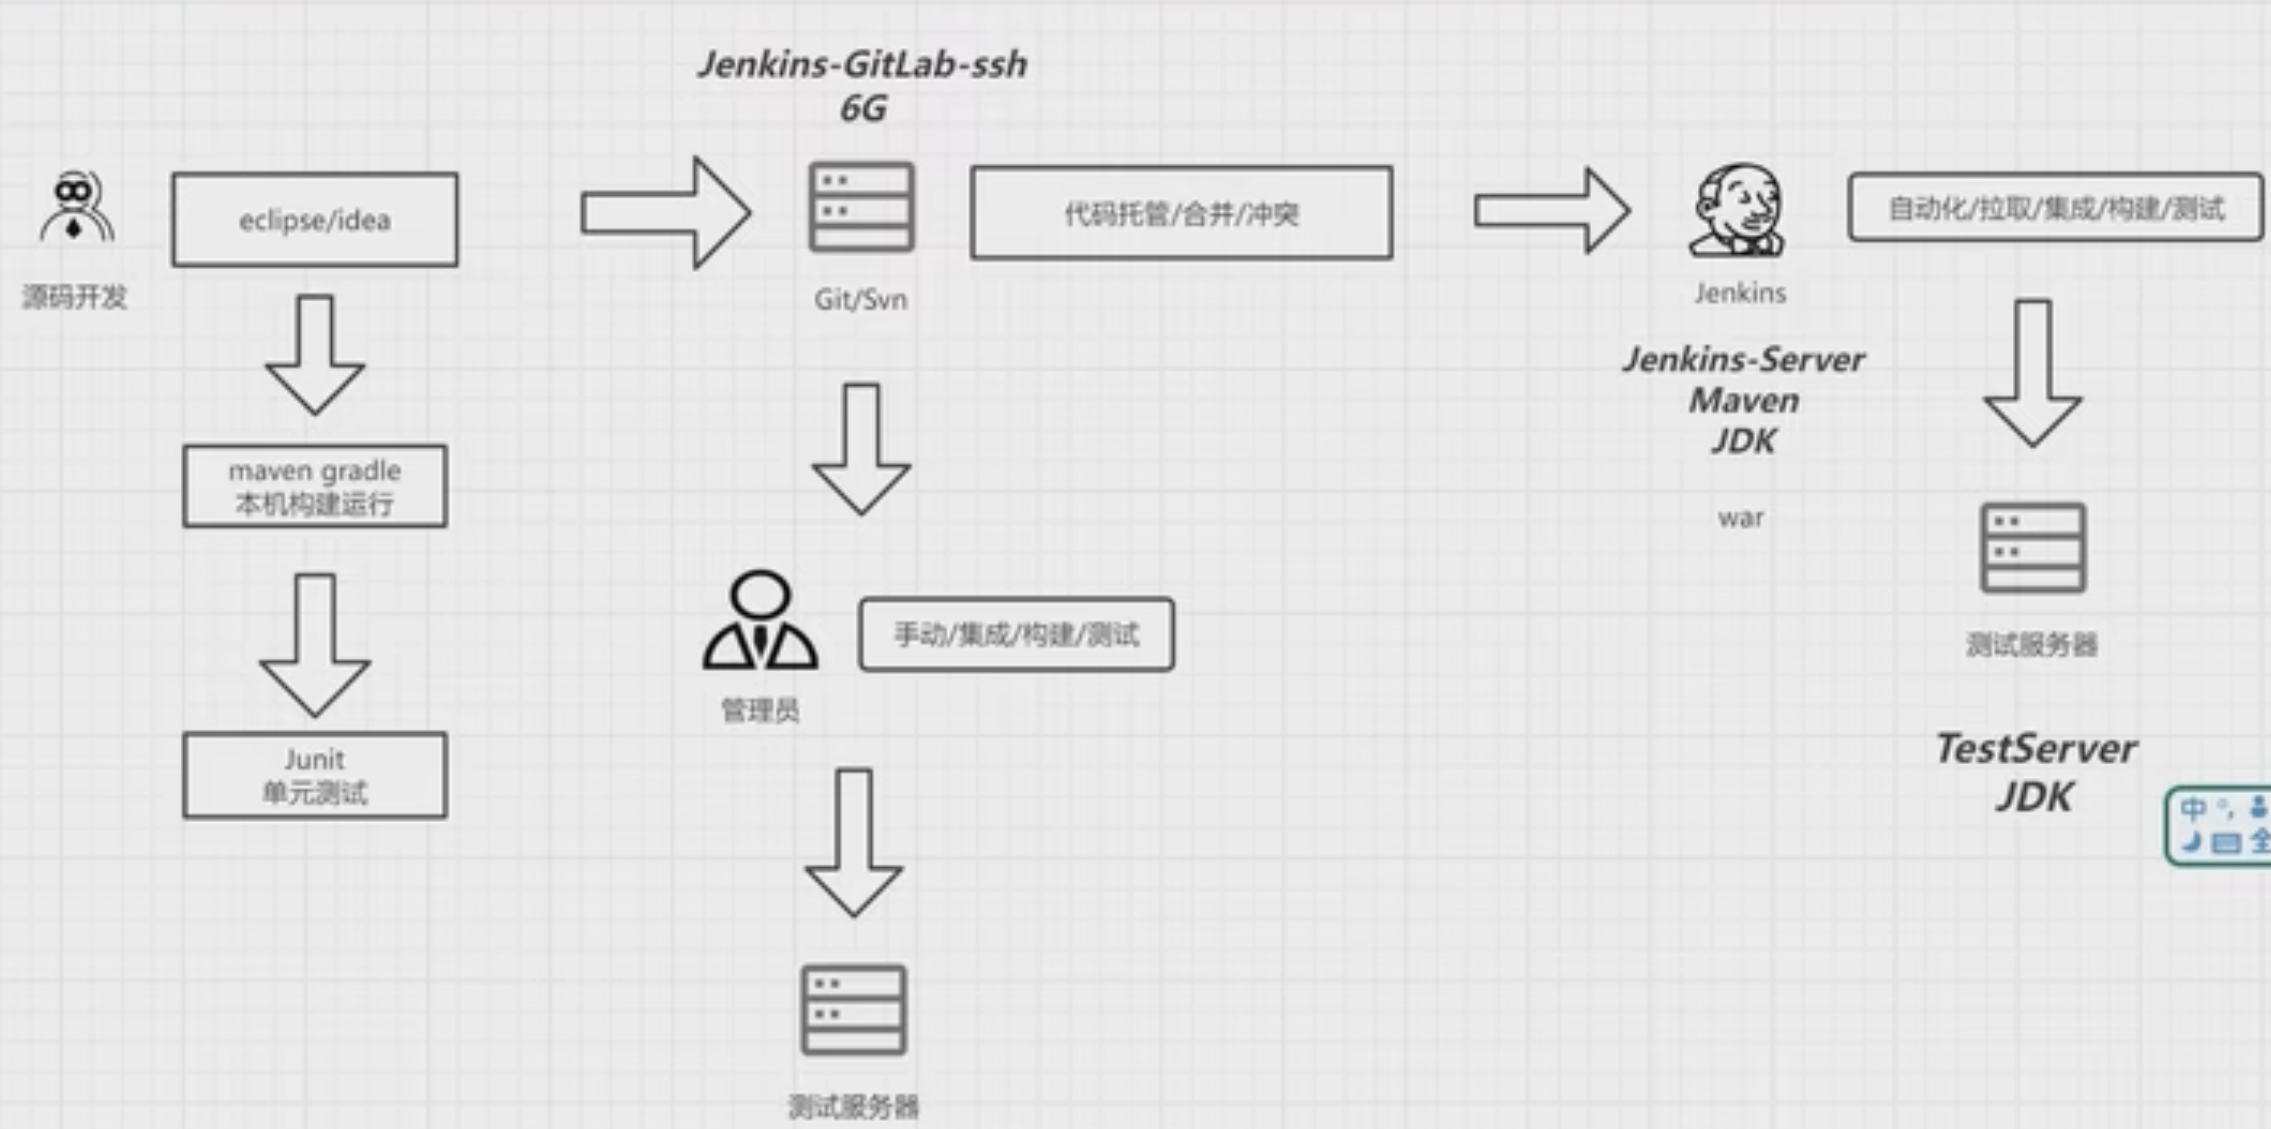 Jenkins-GitLab-ssh
6G
eclipse/idea
代码托管/合并/冲突
自动化/拉取/集成/构建/测试
源码开发
Git/Svn
Jenkins
Jenkins-Server
Maven
JDK
maven gradle
本机构建运行
war
手动/集成/构建/测试
测试服务器
管理员
Junit
单元测试
TestServer
JDK
中
全
测试服务器